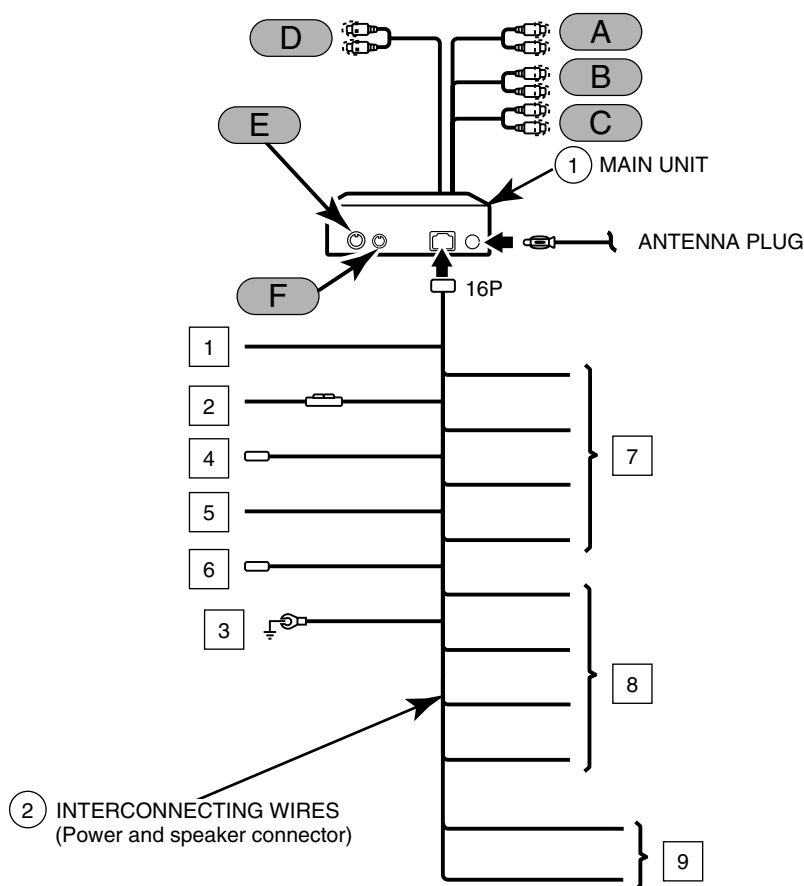 D
A
B
C
E
1 MAIN UNIT
ANTENNA PLUG
F
16P
1
2
4
5
6
3
7
8
2 INTERCONNECTING WIRES
(Power and speaker connector)
9